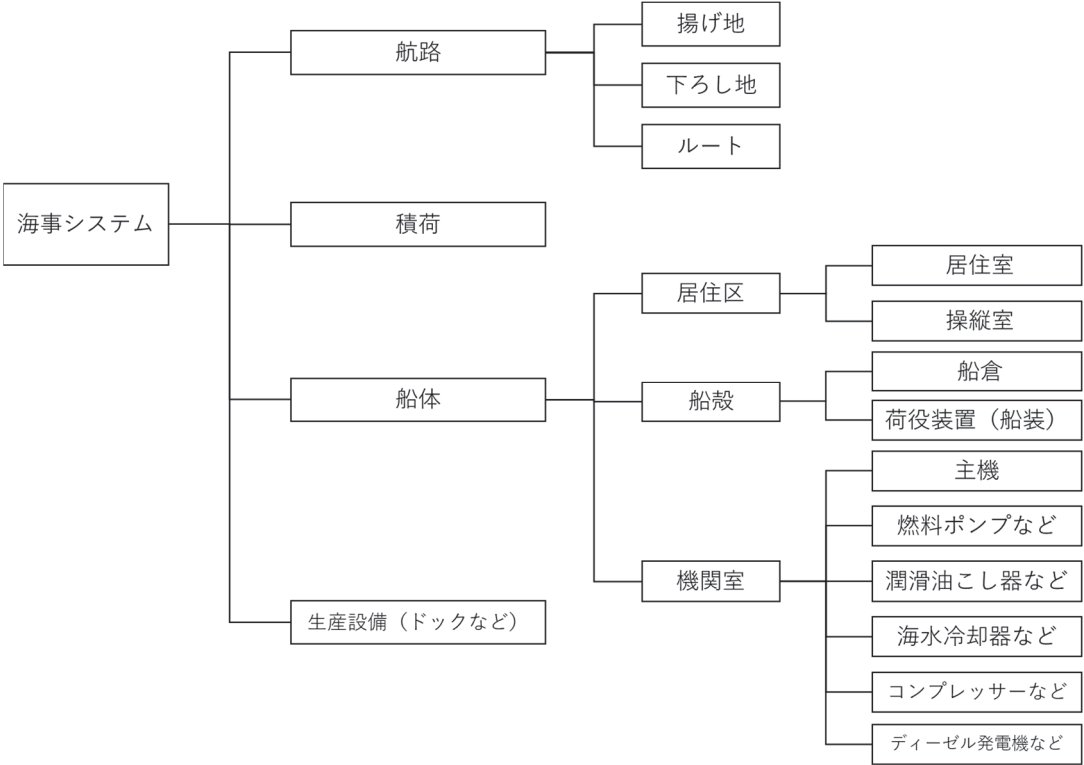 海事システム
航路
揚げ地
下ろし地
ルート
積荷
船体
居住区
居住室
操縦室
船殻
船倉
荷役装置（船装）
機関室
主機
燃料ポンプなど
潤滑油こし器など
海水冷却器など
コンプレッサーなど
ディーゼル発電機など
生産設備（ドックなど）